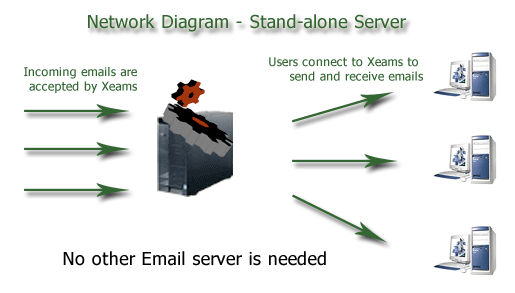 Network Diagram - Stand-alone Server
Incoming emails are
accepted by Xeams
Users connect to Xeams to
send and receive emails
No other Email server is needed